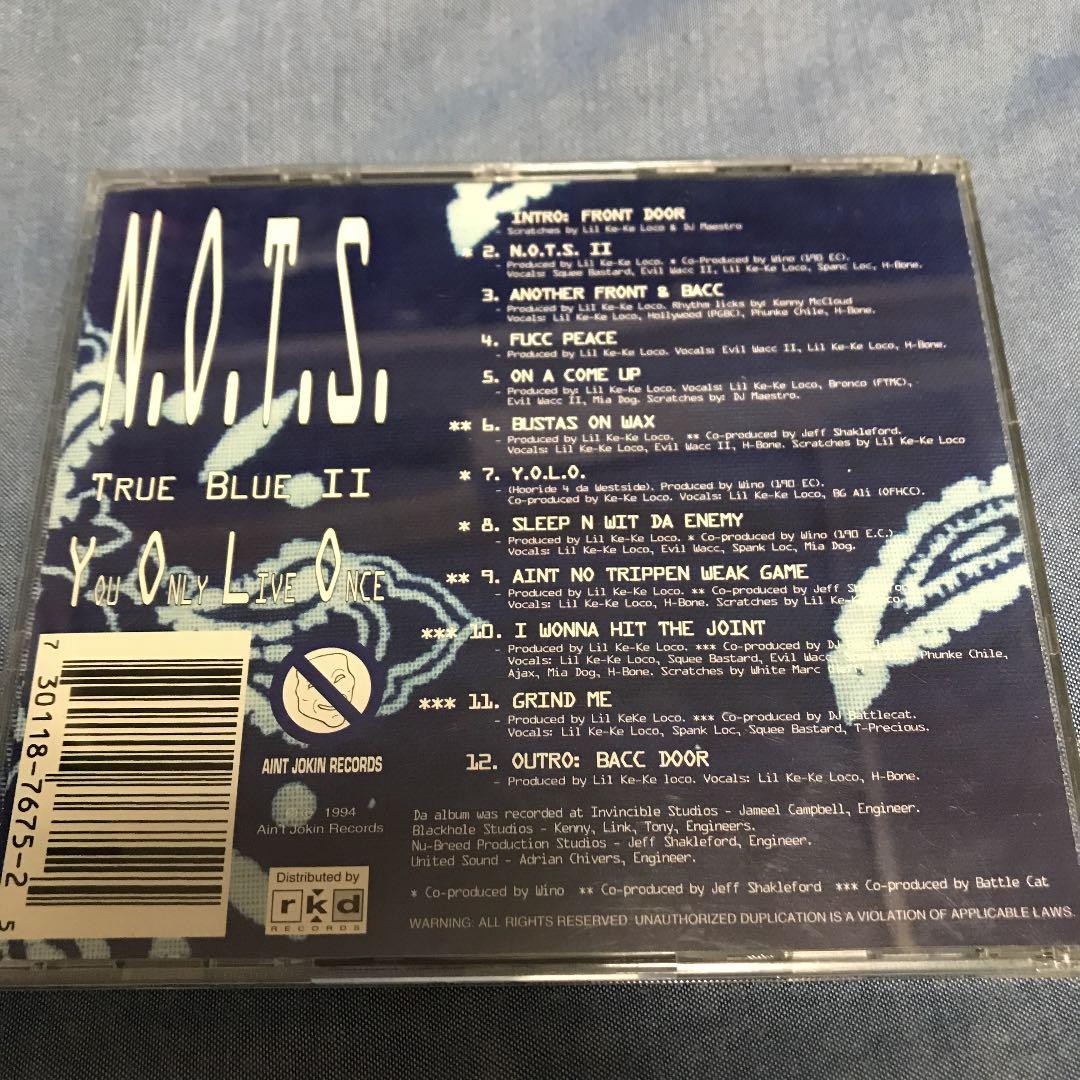 N.O.T.S.
TRUE BLUE II
YOU ONLY LIVE ONCE
INTRO: FRONT DOOR
- Scratches by Lil Ke-Ke Loco & DJ Maestro
* 2. N.O.T.S. II
- Produced by Lil Ke-Ke Loco. * Co-Produced by Wino (190 EC).
Vocals: Squee Bastard, Evil Wacc II, Lil Ke-Ke Loco, Spanc Loc, H-Bone.
3. ANOTHER FRONT & BACC
- Produced by Lil Ke-Ke Loco. Rhythm licks by: Kenny McCloud
Vocals: Lil Ke-Ke Loco, Hollywood (PGBC), Phunke Chile, H-Bone.
4. FUCC PEACE
- Produced by Lil Ke-Ke Loco. Vocals: Evil Wacc II, Lil Ke-Ke Loco, H-Bone.
5. ON A COME UP
- Produced by: Lil Ke-Ke Loco. Vocals: Lil Ke-Ke Loco, Bronco (FTMC),
Evil Wacc II, Mia Dog. Scratches by: DJ Maestro.
** 6. BUSTAS ON WAX
- Produced by Lil Ke-Ke Loco. ** Co-produced by Jeff Shakleford.
Vocals: Lil Ke-Ke Loco, Evil Wacc II, H-Bone. Scratches by Lil Ke-Ke Loco
* 7. Y.O.L.O.
- (Hooride 4 da Westside). Produced by Wino (190 EC).
Co-produced by Ke-Ke Loco. Vocals: Lil Ke-Ke Loco, BG Ali (OFHCC).
* 8. SLEEP N WIT DA ENEMY
- Produced by Lil Ke-Ke Loco. * Co-produced by Wino (190 E.C.)
Vocals: Lil Ke-Ke Loco, Evil Wacc, Spank Loc, Mia Dog.
** 9. AINT NO TRIPPEN WEAK GAME
- Produced by Lil Ke-Ke Loco. ** Co-produced by Jeff
Vocals: Lil Ke-Ke Loco, H-Bone. Scratches by Lil
*** 10. I WONNA HIT THE JOINT
- Produced by Lil Ke-Ke Loco. *** Co-produced by
Vocals: Lil Ke-Ke Loco, Squee Bastard, Evil Phunke Chile,
Ajax, Mia Dog, H-Bone. Scratches by White Marc
*** 11. GRIND ME
- Produced by Lil KeKe Loco. *** Co-produced by DJ Battlecat.
Vocals: Lil Ke-Ke Loco, Spank Loc, Squee Bastard, T-Precious.
12. OUTRO: BACC DOOR
- Produced by Lil Ke-Ke loco. Vocals: Lil Ke-Ke Loco, H-Bone.
Da album was recorded at Invincible Studios - Jameel Campbell, Engineer.
Blackhole Studios - Kenny, Link, Tony, Engineers.
Nu-Breed Production Studios - Jeff Shakleford, Engineer.
United Sound - Adrian Chivers, Engineer.
* Co-produced by Wino ** Co-produced by Jeff Shakleford *** Co-produced by Battle Cat
WARNING: ALL RIGHTS RESERVED. UNAUTHORIZED DUPLICATION IS A VIOLATION OF APPLICABLE LAWS.
7 30118-7675-2 5
AINT JOKIN RECORDS
1994
Ain't Jokin Records
Distributed by
rkd
RECORDS